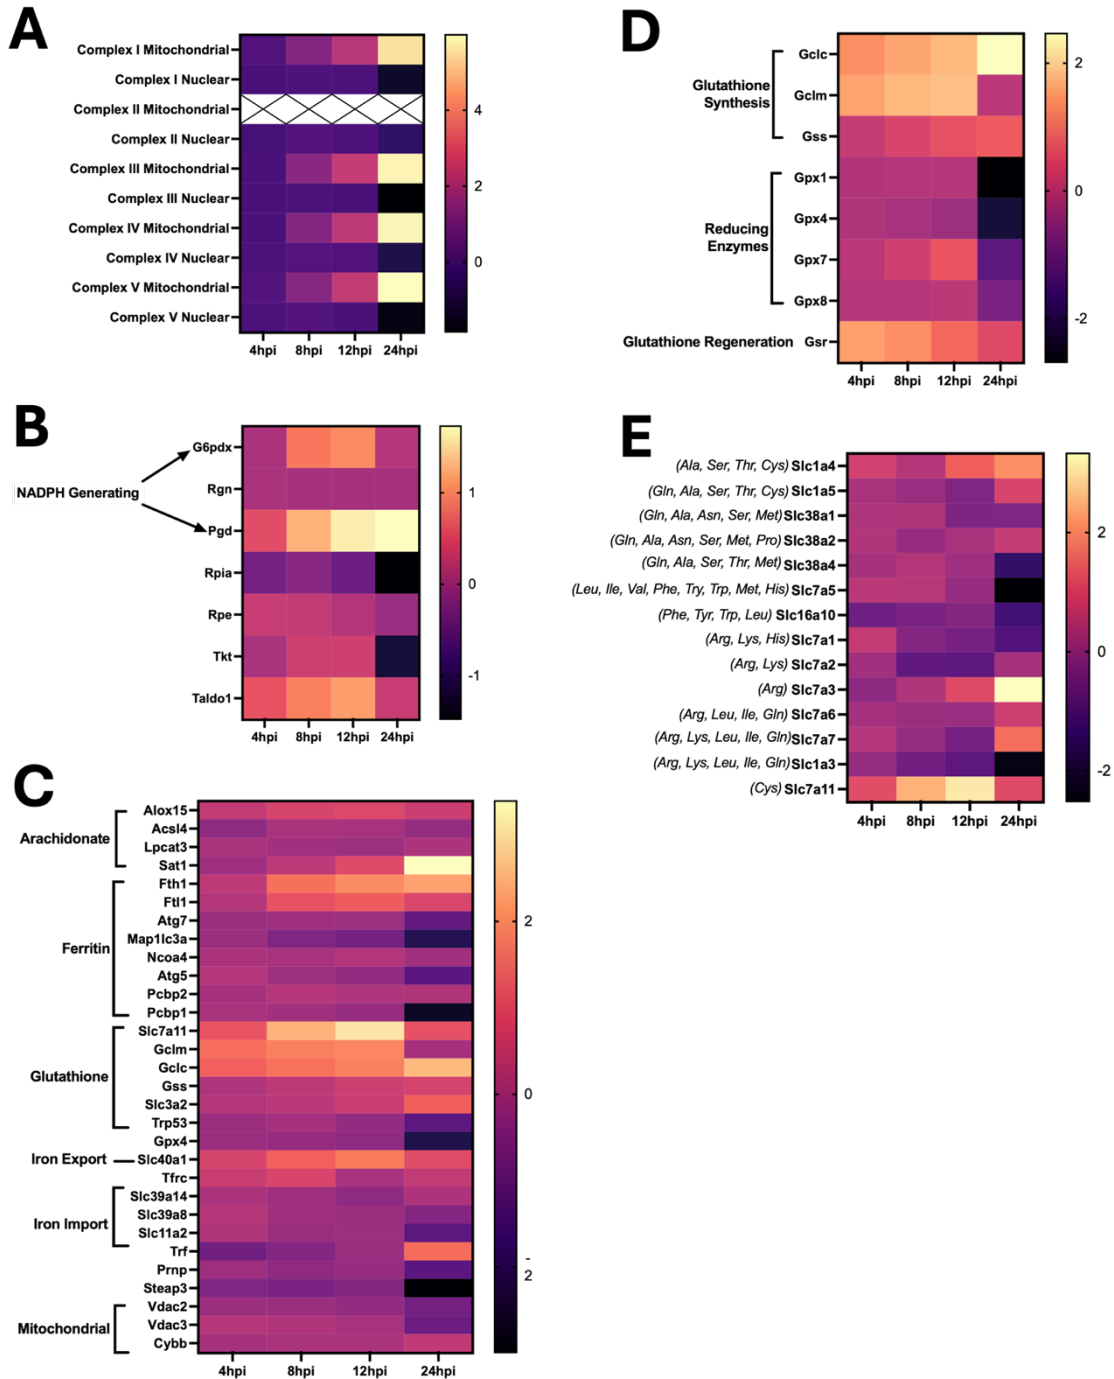 A
Complex I Mitochondrial
Complex I Nuclear
Complex II Mitochondrial
Complex II Nuclear
Complex III Mitochondrial
Complex III Nuclear
Complex IV Mitochondrial
Complex IV Nuclear
Complex V Mitochondrial
Complex V Nuclear
4hpi 8hpi 12hpi 24hpi
4
2
0
B
NADPH Generating
G6pdx
Rgn
Pgd
Rpia
Rpe
Tkt
Taldo1
4hpi 8hpi 12hpi 24hpi
1
0
-1
C
Arachidonate
Alox15
Acsl4
Lpcat3
Sat1
Ferritin
Fth1
Ftl1
Atg7
Map1lc3a
Ncoa4
Atg5
Pcbp2
Pcbp1
Glutathione
Slc7a11
Gclm
Gclc
Gss
Slc3a2
Trp53
Gpx4
Iron Export
Slc40a1
Tfrc
Iron Import
Slc39a14
Slc39a8
Slc11a2
Trf
Prnp
Steap3
Mitochondrial
Vdac2
Vdac3
Cybb
4hpi 8hpi 12hpi 24hpi
2
0
-
2
D
Glutathione
Synthesis
Gclc
Gclm
Gss
Reducing
Enzymes
Gpx1
Gpx4
Gpx7
Gpx8
Glutathione Regeneration Gsr
4hpi 8hpi 12hpi 24hpi
2
0
-2
E
(Ala, Ser, Thr, Cys) Slc1a4
(Gln, Ala, Ser, Thr, Cys) Slc1a5
(Gln, Ala, Asn, Ser, Met) Slc38a1
(Gln, Ala, Asn, Ser, Met, Pro) Slc38a2
(Gln, Ala, Ser, Thr, Met) Slc38a4
(Leu, Ile, Val, Phe, Try, Trp, Met, His) Slc7a5
(Phe, Tyr, Trp, Leu) Slc16a10
(Arg, Lys, His) Slc7a1
(Arg, Lys) Slc7a2
(Arg) Slc7a3
(Arg, Leu, Ile, Gln) Slc7a6
(Arg, Lys, Leu, Ile, Gln) Slc7a7
(Arg, Lys, Leu, Ile, Gln) Slc1a3
(Cys) Slc7a11
4hpi 8hpi 12hpi 24hpi
2
0
-2